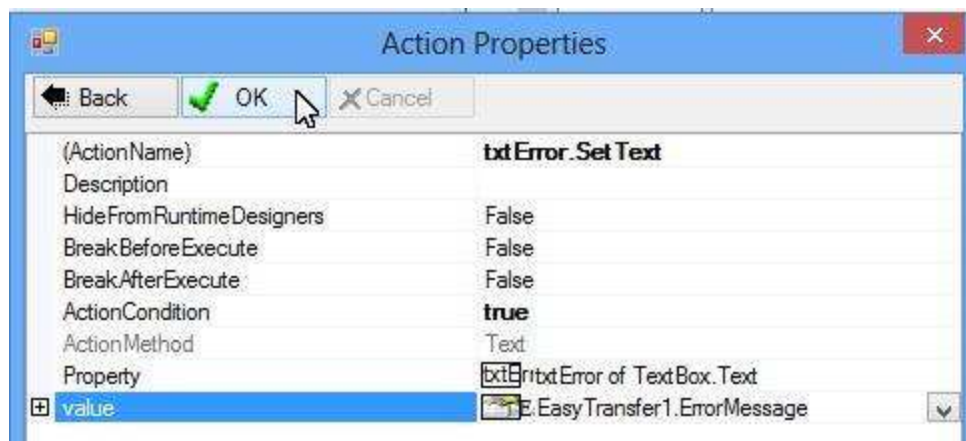 Action Properties
Back OK Cancel
(ActionName) txtError.SetText
Description
HideFromRuntimeDesigners False
BreakBeforeExecute False
BreakAfterExecute False
ActionCondition true
ActionMethod Text
Property txtError of TextBox.Text
value EasyTransfer1.ErrorMessage